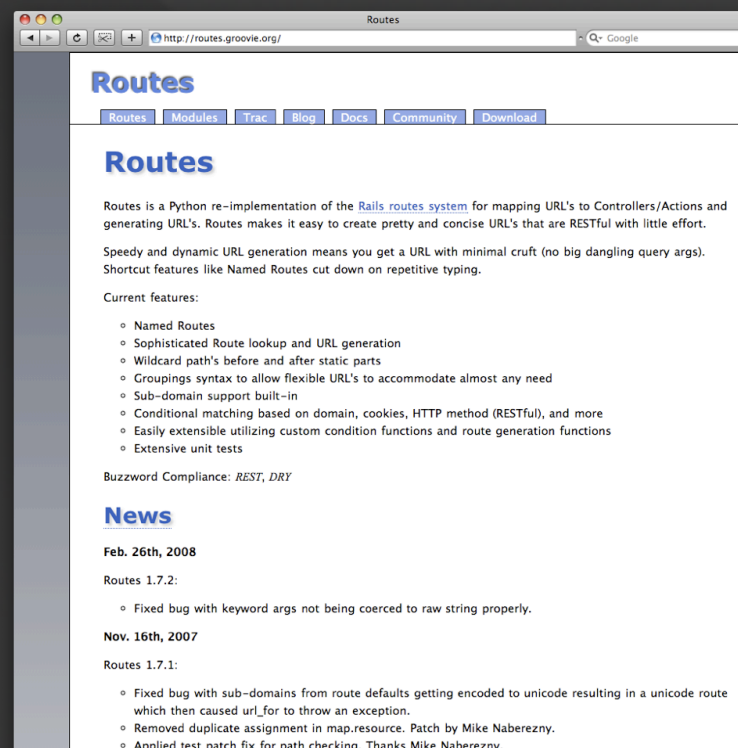 Routes
http://routes.groovie.org/
Google
Routes
Routes Modules Trac Blog Docs Community Download
Routes
Routes is a Python re-implementation of the Rails routes system for mapping URL's to Controllers/Actions and
generating URL's. Routes makes it easy to create pretty and concise URL's that are RESTful with little effort.
Speedy and dynamic URL generation means you get a URL with minimal cruft (no big dangling query args).
Shortcut features like Named Routes cut down on repetitive typing.
Current features:
Named Routes
Sophisticated Route lookup and URL generation
Wildcard path's before and after static parts
Groupings syntax to allow flexible URL's to accommodate almost any need
Sub-domain support built-in
Conditional matching based on domain, cookies, HTTP method (RESTful), and more
Easily extensible utilizing custom condition functions and route generation functions
Extensive unit tests
Buzzword Compliance: REST, DRY
News
Feb. 26th, 2008
Routes 1.7.2:
Fixed bug with keyword args not being coerced to raw string properly.
Nov. 16th, 2007
Routes 1.7.1:
Fixed bug with sub-domains from route defaults getting encoded to unicode resulting in a unicode route
which then caused url_for to throw an exception.
Removed duplicate assignment in map.resource. Patch by Mike Naberezny.
Applied test patch fix for path checking. Thanks Mike Naberezny.